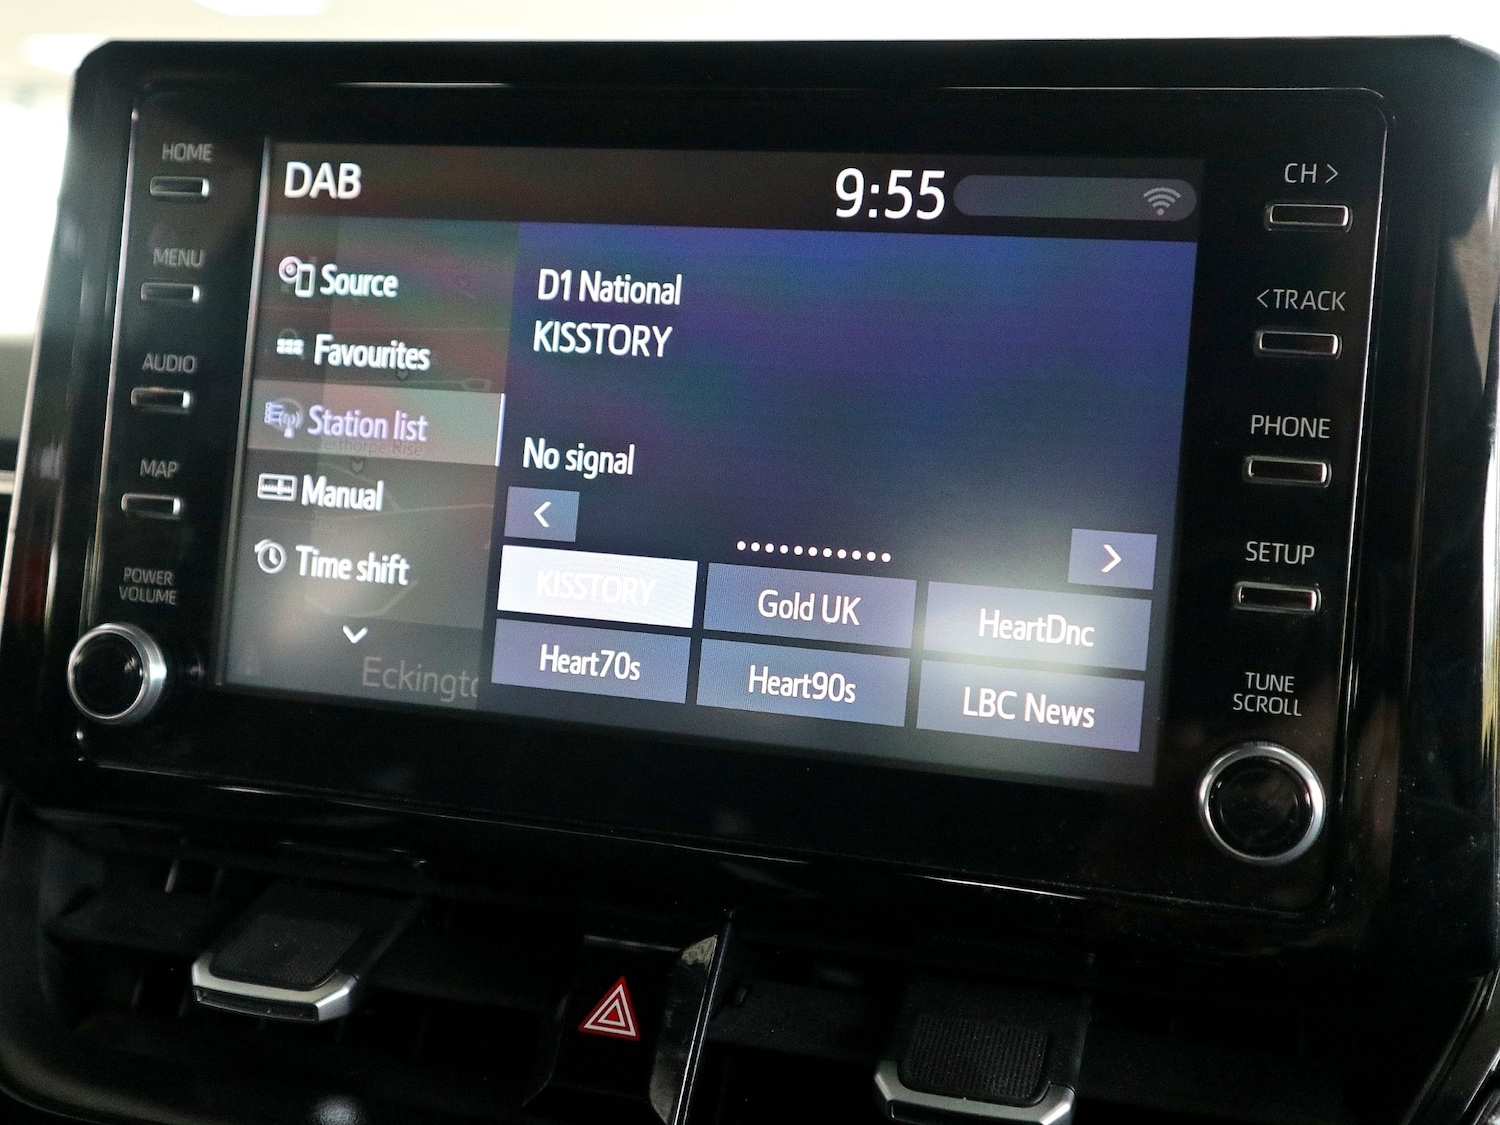 HOME
MENU
AUDIO
MAP
POWER
VOLUME
DAB
9:55
Source
Favourites
Station list
Manual
Time shift
D1 National
KISSTORY
No signal
KISSTORY
Gold UK
HeartDnc
Heart70s
Heart90s
LBC News
CH >
< TRACK
PHONE
SETUP
TUNE
SCROLL